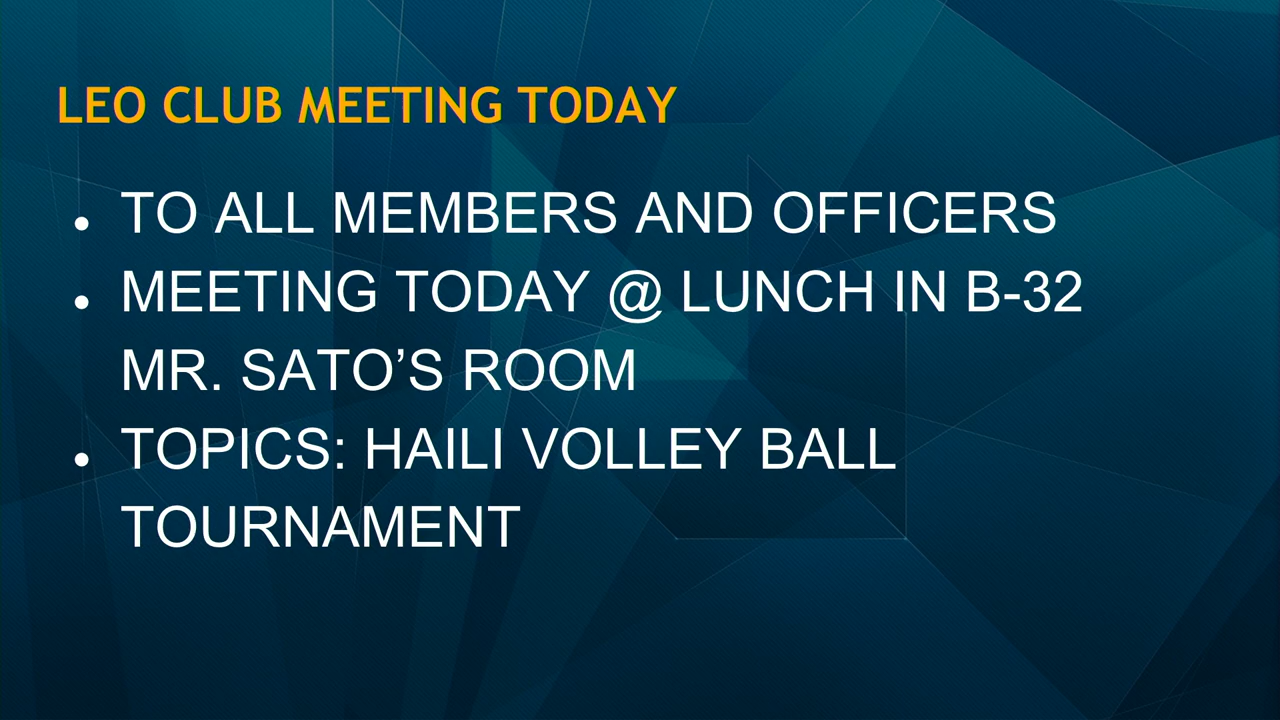 LEO CLUB MEETING TODAY
• TO ALL MEMBERS AND OFFICERS
• MEETING TODAY @ LUNCH IN B-32
MR. SATO’S ROOM
• TOPICS: HAILI VOLLEY BALL
TOURNAMENT